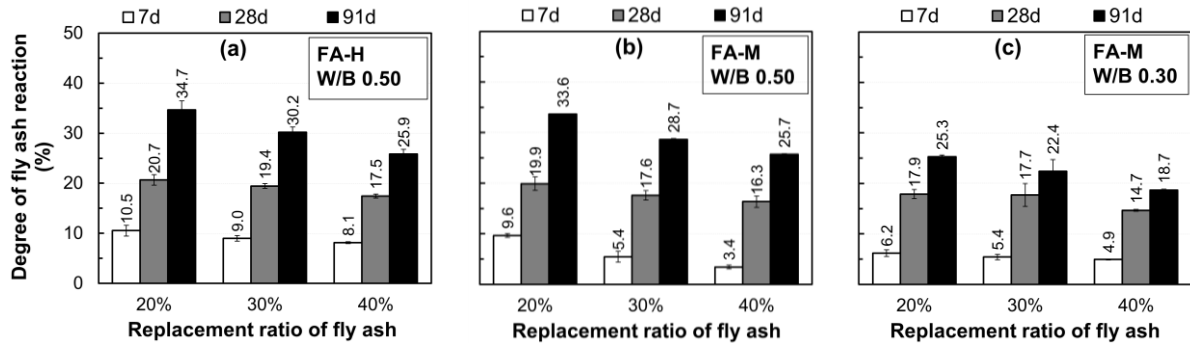 □ 7d ■ 28d ■ 91d
Degree of fly ash reaction
(%)
50
40
30
20
10
0
(a)
FA-H
W/B 0.50
10.5
20.7
34.7
9.0
19.4
30.2
8.1
17.5
25.9
20% 30% 40%
Replacement ratio of fly ash
□ 7d ■ 28d ■ 91d
(b)
FA-M
W/B 0.50
9.6
19.9
33.6
5.4
17.6
28.7
3.4
16.3
25.7
20% 30% 40%
Replacement ratio of fly ash
□ 7d ■ 28d ■ 91d
(c)
FA-M
W/B 0.30
6.2
17.9
25.3
5.4
17.7
22.4
4.9
14.7
18.7
20% 30% 40%
Replacement ratio of fly ash